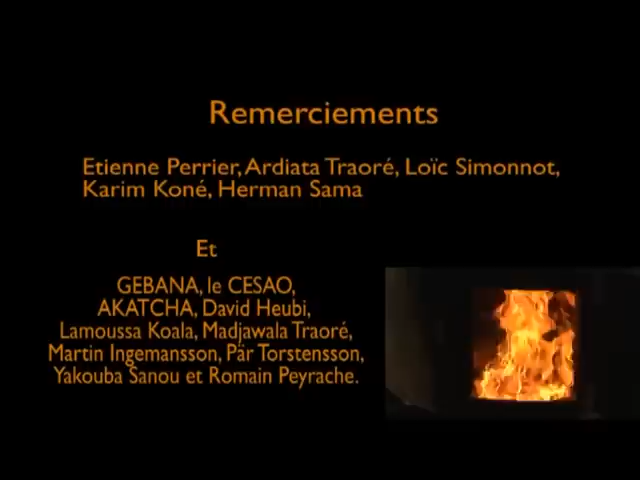 Remerciements
Etienne Perrier, Ardiata Traoré, Loïc Simonnot,
Karim Koné, Herman Sama
Et
GEBANA, le CESAO,
AKATCHA, David Heubi,
Lamoussa Koala, Madjawala Traoré,
Martin Ingemansson, Pär Torstensson,
Yakouba Sanou et Romain Peyrache.